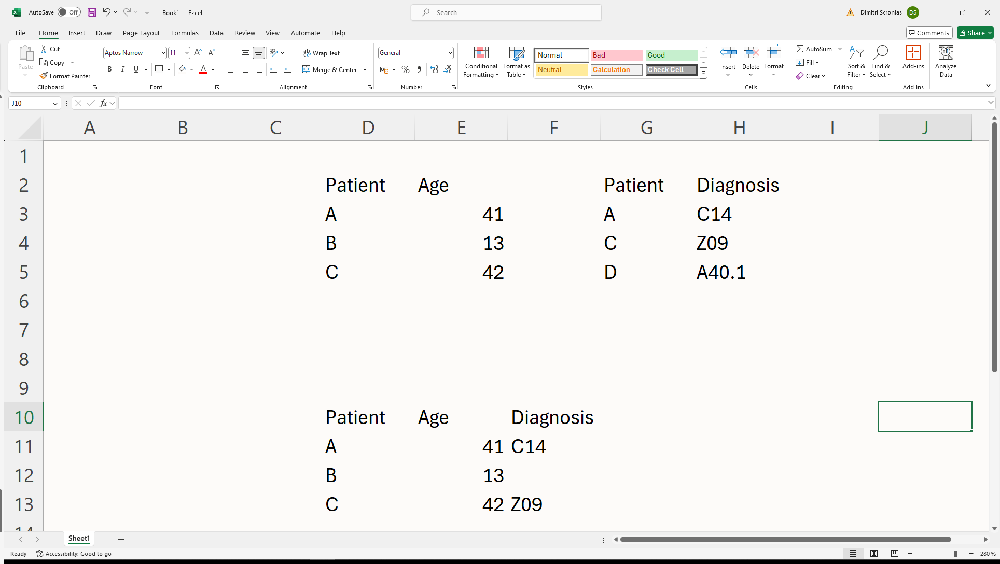 AutoSave Off Book1 - Excel Search Dimitri Scronias DS
File Home Insert Draw Page Layout Formulas Data Review View Automate Help Comments Share
Paste Cut Copy Format Painter Clipboard
Aptos Narrow 11 B I U A Font
Wrap Text Merge & Center Alignment
General % Number
Conditional Formatting Format as Table Normal Bad Good Neutral Calculation Check Cell Styles
Insert Delete Format Cells
AutoSum Fill Clear Sort & Filter Find & Select Editing
Add-ins Add-ins
Analyze Data
J10 fx
A B C D E F G H I J
1
2 Patient Age Patient Diagnosis
3 A 41 A C14
4 B 13 C Z09
5 C 42 D A40.1
6
7
8
9
10 Patient Age Diagnosis
11 A 41 C14
12 B 13
13 C 42 Z09
14
Sheet1
Ready Accessibility: Good to go 280 %